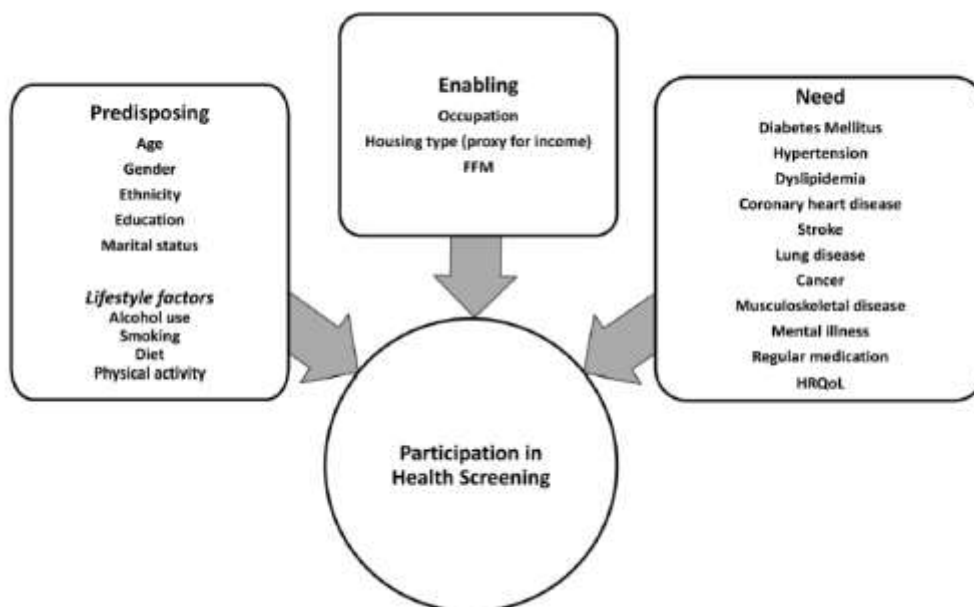 Predisposing
Age
Gender
Ethnicity
Education
Marital status
Lifestyle factors
Alcohol use
Smoking
Diet
Physical activity
Enabling
Occupation
Housing type (proxy for income)
FFM
Need
Diabetes Mellitus
Hypertension
Dyslipidemia
Coronary heart disease
Stroke
Lung disease
Cancer
Musculoskeletal disease
Mental illness
Regular medication
HRQoL
Participation in
Health Screening